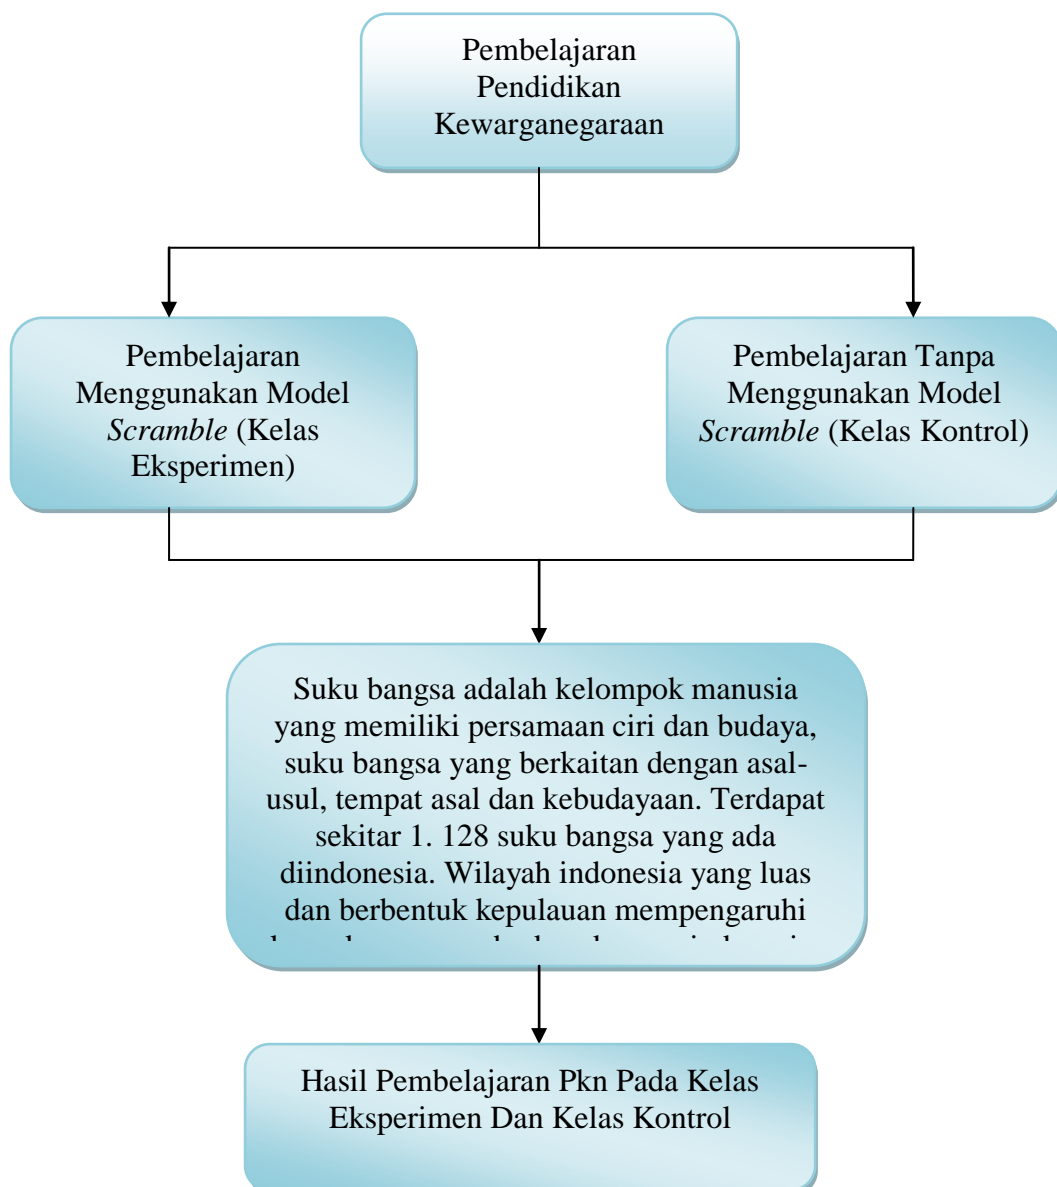 Pembelajaran
Pendidikan
Kewarganegaraan
Pembelajaran
Menggunakan Model
Scramble (Kelas
Eksperimen)
Pembelajaran Tanpa
Menggunakan Model
Scramble (Kelas Kontrol)
Suku bangsa adalah kelompok manusia
yang memiliki persamaan ciri dan budaya,
suku bangsa yang berkaitan dengan asal-
usul, tempat asal dan kebudayaan. Terdapat
sekitar 1. 128 suku bangsa yang ada
diindonesia. Wilayah indonesia yang luas
dan berbentuk kepulauan mempengaruhi
Hasil Pembelajaran Pkn Pada Kelas
Eksperimen Dan Kelas Kontrol